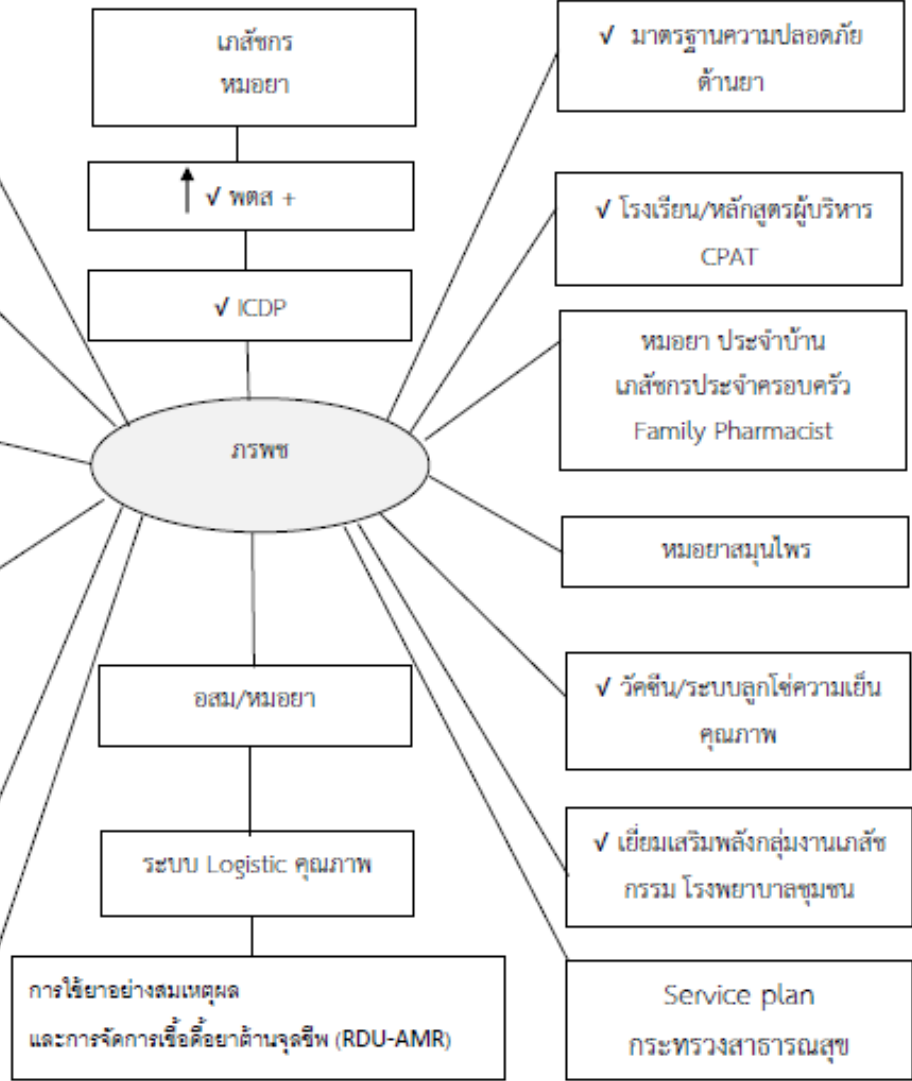 เภสัชกร
หมอยา
√ พตส +
√ ICDP
ภรพช
อสม/หมอยา
ระบบ Logistic คุณภาพ
การใช้ยาอย่างสมเหตุผล
และการจัดการเชื้อดื้อยาต้านจุลชีพ (RDU-AMR)
√ มาตรฐานความปลอดภัย
ด้านยา
√ โรงเรียน/หลักสูตรผู้บริหาร
CPAT
หมอยา ประจำบ้าน
เภสัชกรประจำครอบครัว
Family Pharmacist
หมอยาสมุนไพร
√ วัคซีน/ระบบลูกโซ่ความเย็น
คุณภาพ
√ เยี่ยมเสริมพลังกลุ่มงานเภสัช
กรรม โรงพยาบาลชุมชน
Service plan
กระทรวงสาธารณสุข